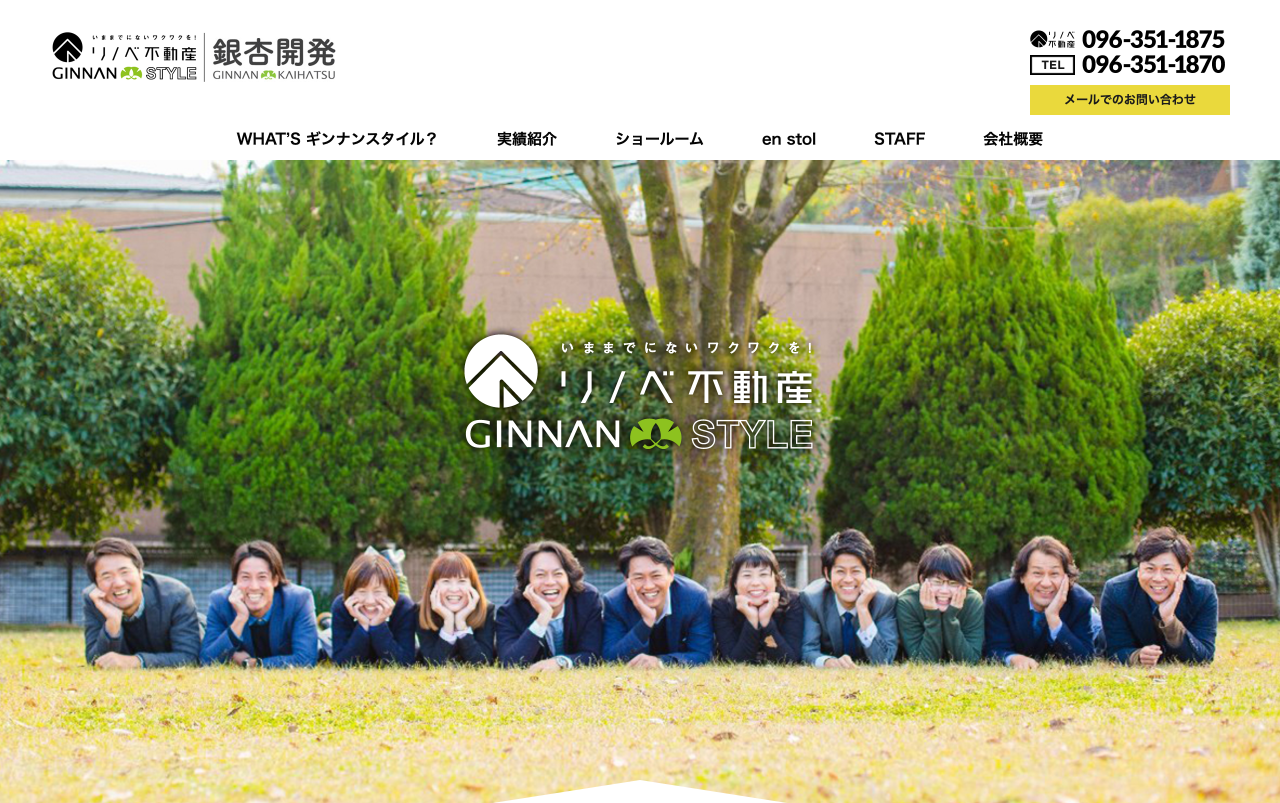 いままでにないワクワクを!
リノベ不動産
GINNAN STYLE
銀杏開発
GINNAN KAIHATSU
リノベ不動産 096-351-1875
TEL 096-351-1870
メールでのお問い合わせ
WHAT'S ギンナンスタイル？ 実績紹介 ショールーム en stol STAFF 会社概要
いままでにないワクワクを!
リノベ不動産
GINNAN STYLE